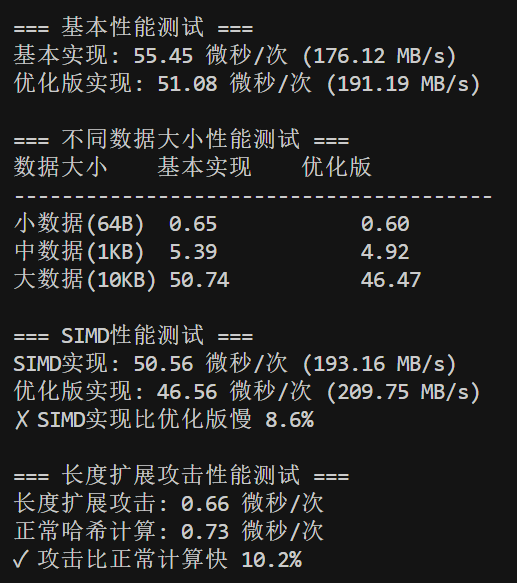 === 基本性能测试 ===
基本实现: 55.45 微秒/次 (176.12 MB/s)
优化版实现: 51.08 微秒/次 (191.19 MB/s)
=== 不同数据大小性能测试 ===
数据大小    基本实现    优化版
----------------------------------------
小数据(64B)  0.65            0.60
中数据(1KB)  5.39            4.92
大数据(10KB) 50.74           46.47
=== SIMD性能测试 ===
SIMD实现: 50.56 微秒/次 (193.16 MB/s)
优化版实现: 46.56 微秒/次 (209.75 MB/s)
✗ SIMD实现比优化版慢 8.6%
=== 长度扩展攻击性能测试 ===
长度扩展攻击: 0.66 微秒/次
正常哈希计算: 0.73 微秒/次
✓ 攻击比正常计算快 10.2%